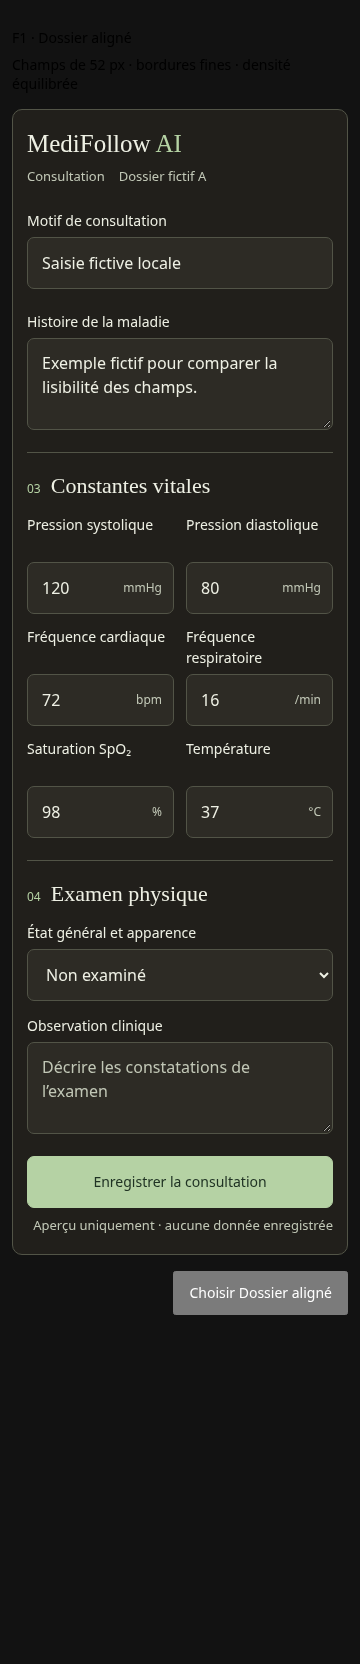 F1 · Dossier aligné
Champs de 52 px · bordures fines · densité
équilibrée
MediFollow AI
Consultation Dossier fictif A
Motif de consultation
Saisie fictive locale
Histoire de la maladie
Exemple fictif pour comparer la
lisibilité des champs.
03 Constantes vitales
Pression systolique Pression diastolique
120 mmHg 80 mmHg
Fréquence cardiaque Fréquence
respiratoire
72 bpm 16 /min
Saturation SpO₂ Température
98 % 37 °C
04 Examen physique
État général et apparence
Non examiné
Observation clinique
Décrire les constatations de
l’examen
Enregistrer la consultation
Aperçu uniquement · aucune donnée enregistrée
Choisir Dossier aligné